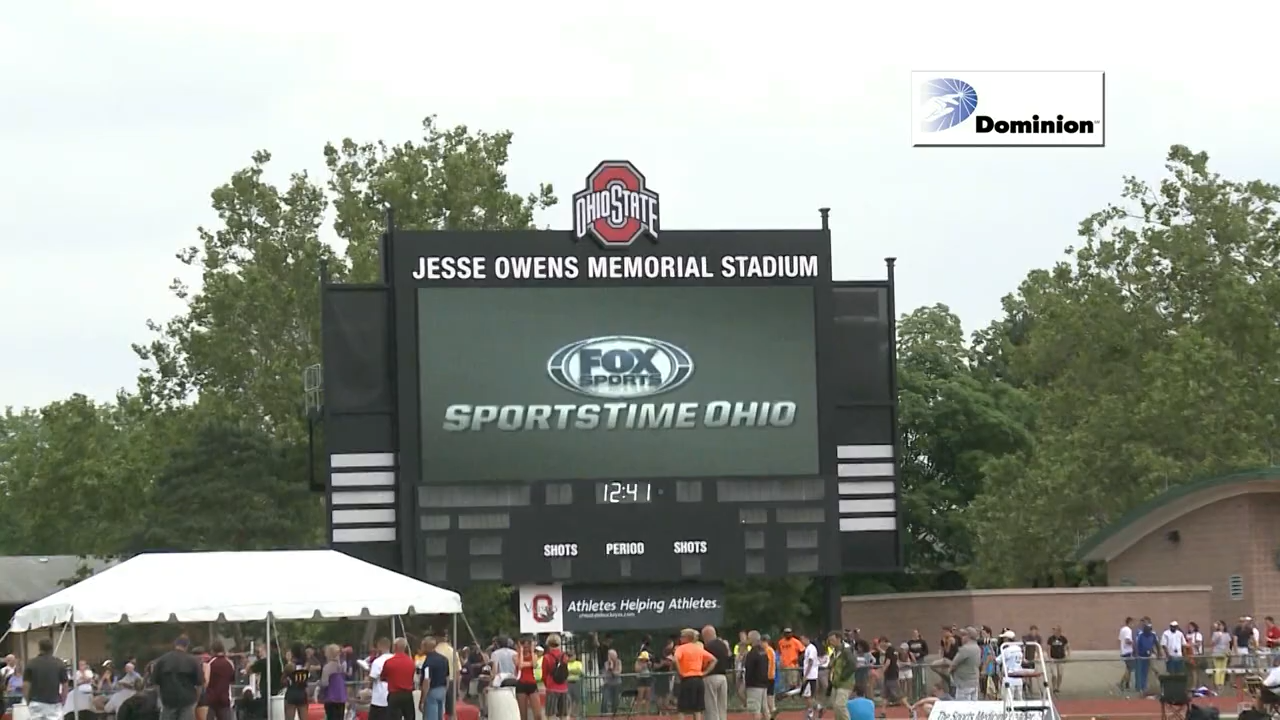 Dominion
OHIO STATE
JESSE OWENS MEMORIAL STADIUM
FOX
SPORTS
SPORTSTIME OHIO
12:41
SHOTS PERIOD SHOTS
Athletes Helping Athletes